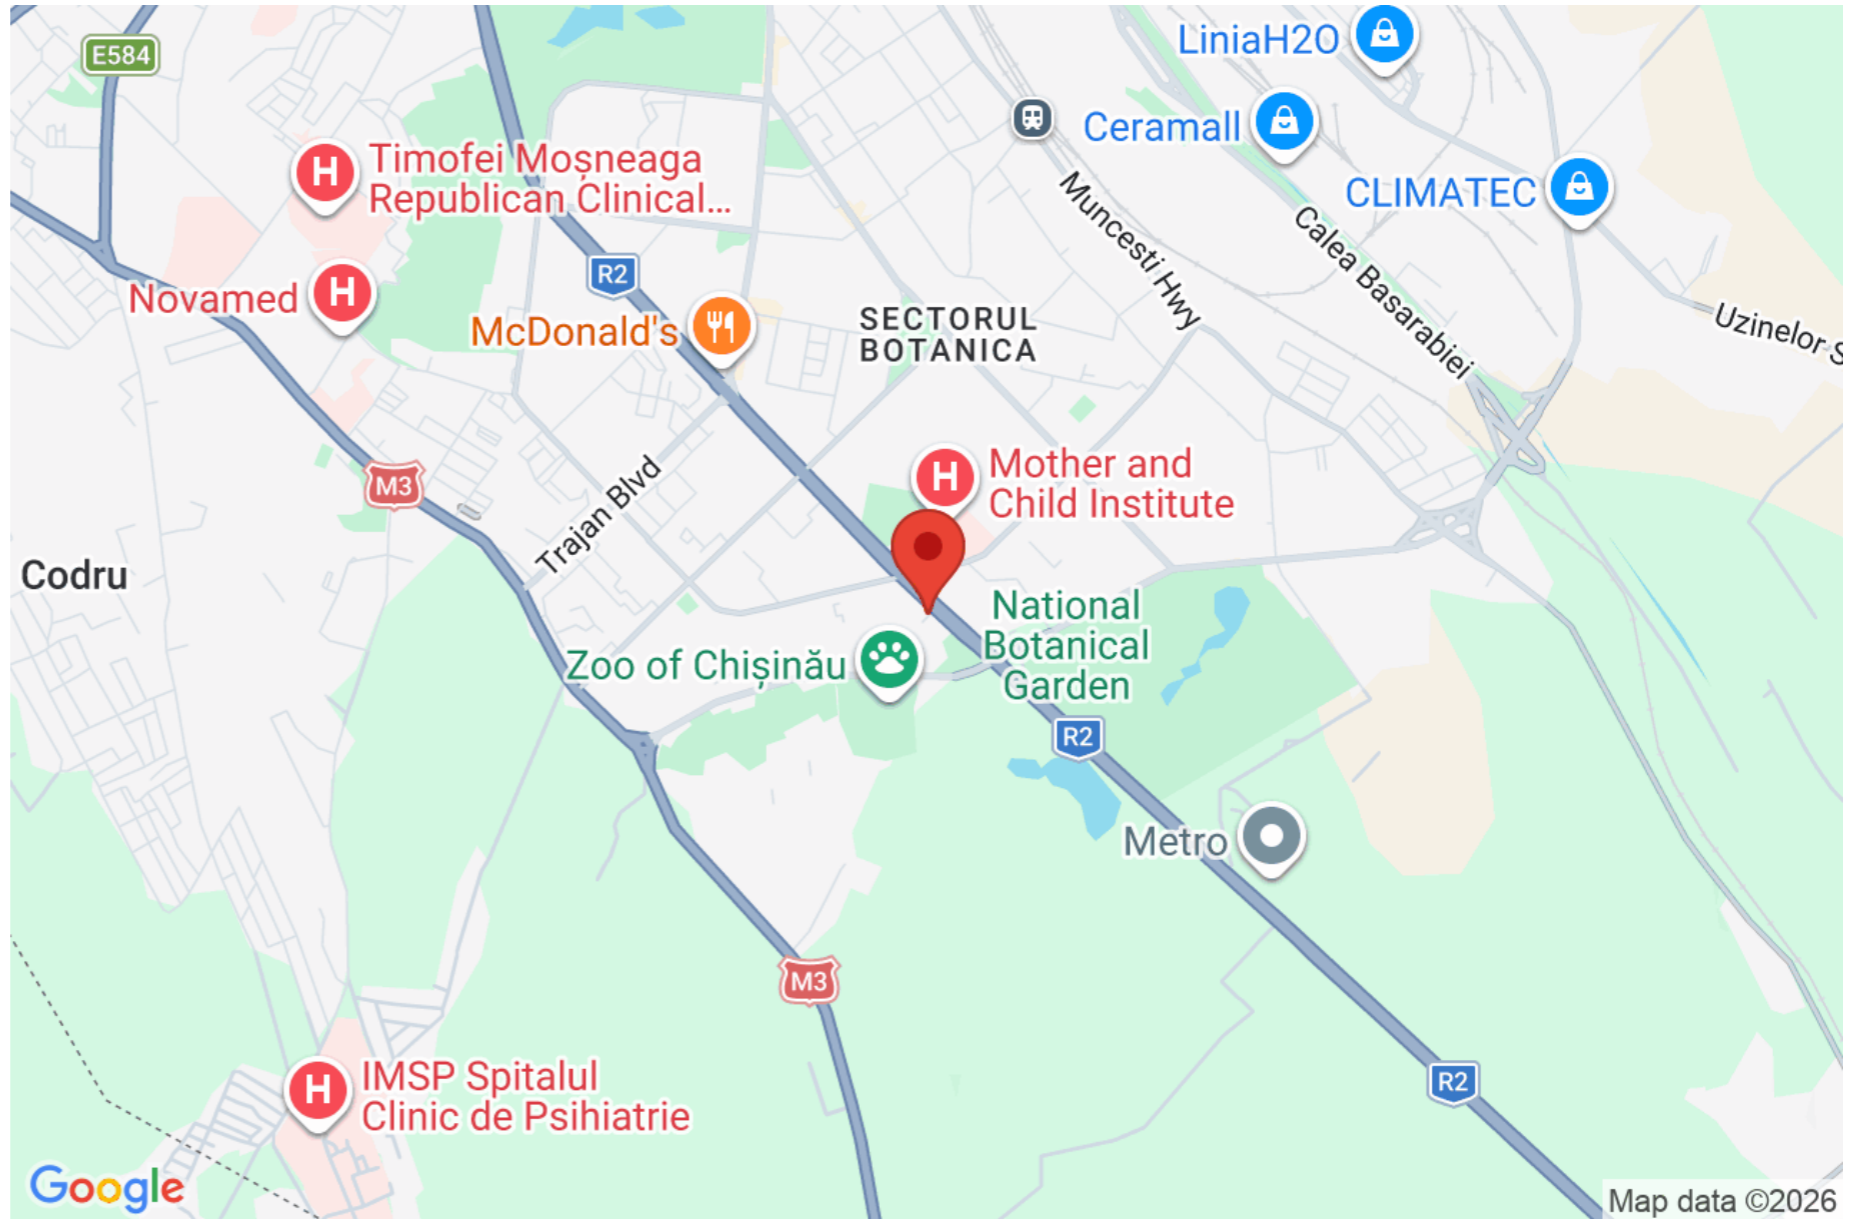 LiniaH2O
E584
Ceramall
Timofei Moșneaga
Republican Clinical...
CLIMATEC
Muncesti Hwy
Calea Basarabiei
R2
Novamed
McDonald's
SECTORUL
BOTANICA
Uzinelor S
Mother and
Child Institute
M3
Trajan Blvd
Codru
National
Botanical
Garden
Zoo of Chișinău
R2
Metro
M3
IMSP Spitalul
Clinic de Psihiatrie
R2
Google
Map data ©2026